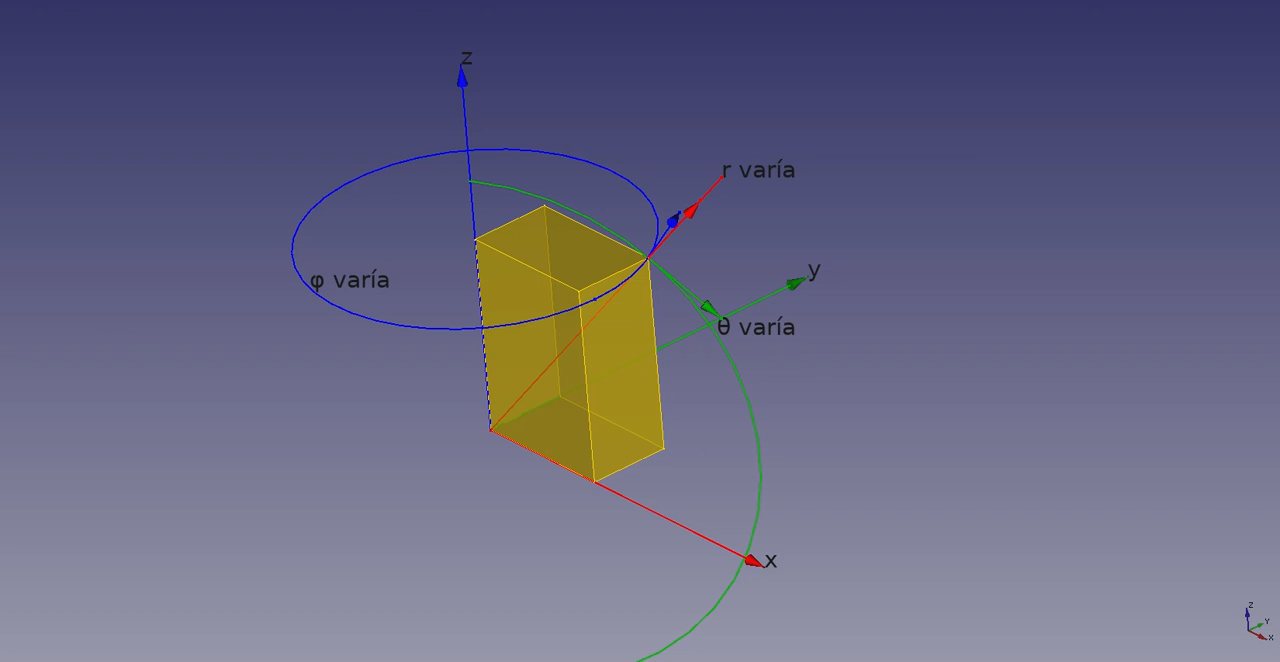 z
r varía
y
φ varía
θ varía
x
z
Y
X